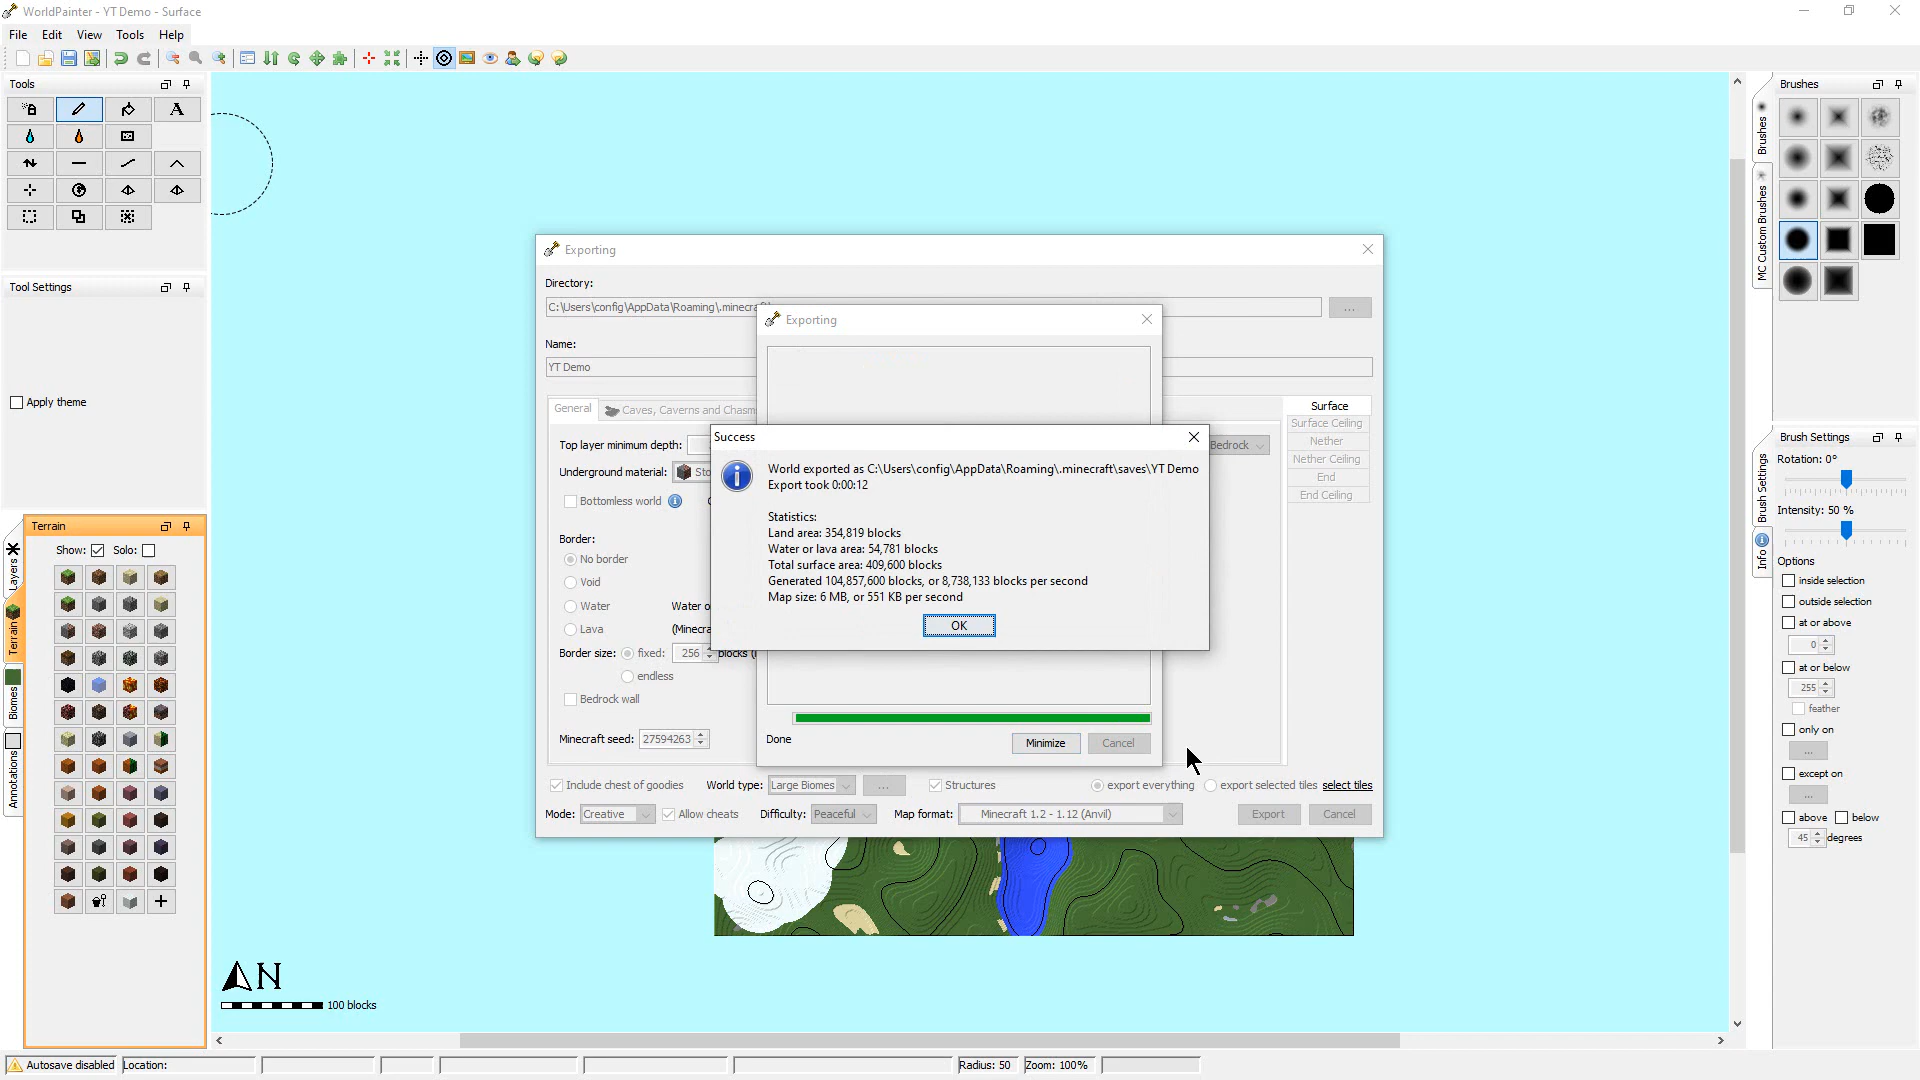 WorldPainter - YT Demo - Surface
File Edit View Tools Help
Tools
A
Tool Settings
Apply theme
Terrain
Show: Solo:
Layers
Terrain
Biomes
Annotations
Exporting
Directory:
C:\Users\config\AppData\Roaming\.minecra
...
Name:
YT Demo
General Caves, Caverns and Chasm
Top layer minimum depth:
Underground material: Sto
Bottomless world
Border:
No border
Void
Water Water o
Lava (Minecra
Border size: fixed: 256 blocks (
endless
Bedrock wall
Minecraft seed: 27594263
Bedrock
Surface
Surface Ceiling
Nether
Nether Ceiling
End
End Ceiling
Include chest of goodies World type: Large Biomes ... Structures export everything export selected tiles select tiles
Mode: Creative Allow cheats Difficulty: Peaceful Map format: Minecraft 1.2 - 1.12 (Anvil) Export Cancel
Exporting
Done
Minimize Cancel
Success
World exported as C:\Users\config\AppData\Roaming\.minecraft\saves\YT Demo
Export took 0:00:12
Statistics:
Land area: 354,819 blocks
Water or lava area: 54,781 blocks
Total surface area: 409,600 blocks
Generated 104,857,600 blocks, or 8,738,133 blocks per second
Map size: 6 MB, or 551 KB per second
OK
N
100 blocks
Brushes
Brushes
MC Custom Brushes
Brush Settings
Brush Settings
Info
Rotation: 0°
Intensity: 50 %
Options
inside selection
outside selection
at or above
0
at or below
255
feather
only on
...
except on
...
above below
45 degrees
Autosave disabled Location: Radius: 50 Zoom: 100%